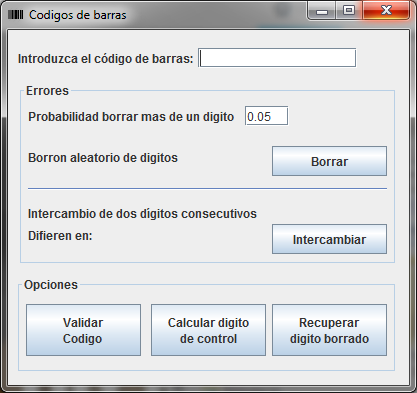 Codigos de barras
Introduzca el código de barras:
Errores
Probabilidad borrar mas de un digito 0.05
Borron aleatorio de digitos Borrar
Intercambio de dos dígitos consecutivos
Difieren en: Intercambiar
Opciones
Validar Codigo
Calcular digito de control
Recuperar digito borrado